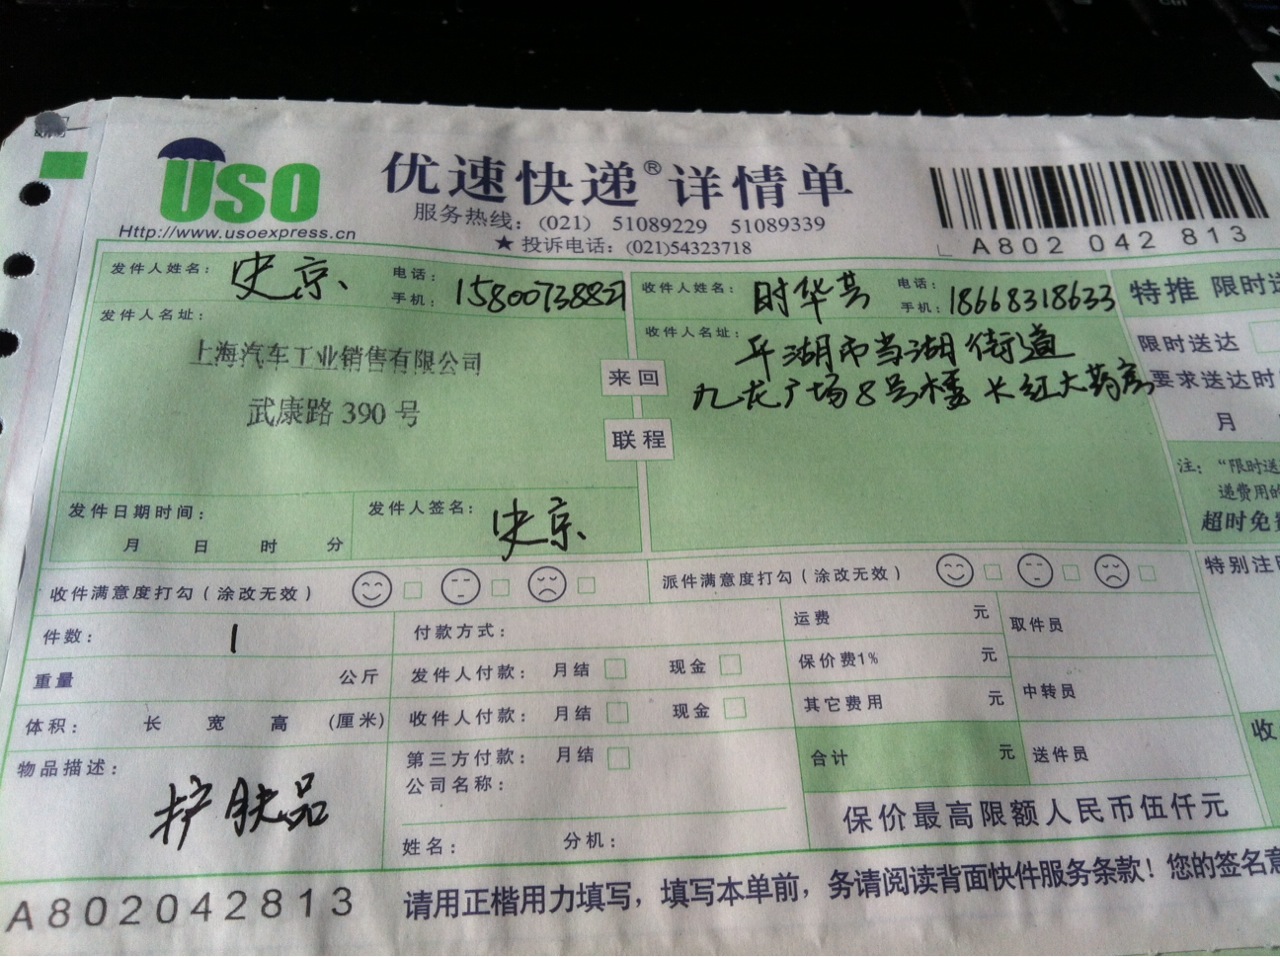 USO
Http://www.usoexpress.cn
优速快递®详情单
服务热线：(021) 51089229 51089339
★投诉电话：(021)54323718
A802 042 813
发件人姓名：史京
电话：
手机：15800738827
收件人姓名：时华芸
电话：
手机：18668318633
特推 限时送
发件人名址：
上海汽车工业销售有限公司
武康路 390 号
来回
联程
收件人名址：平湖市当湖街道
九龙广场8号楼长红大药房
限时送达
要求送达时
月
注：“限时送
递费用的
超时免费
发件日期时间：
月 日 时 分
发件人签名：史京
特别注
收件满意度打勾（涂改无效）
派件满意度打勾（涂改无效）
件数：1
付款方式：
运费 元
取件员
重量 公斤
发件人付款： 月结 现金
保价费1% 元
体积： 长 宽 高 (厘米)
收件人付款： 月结 现金
其它费用 元
中转员
物品描述：护肤品
第三方付款： 月结
公司名称：
合计 元
送件员
收
姓名： 分机：
保价最高限额人民币伍仟元
A802042813
请用正楷用力填写，填写本单前，务请阅读背面快件服务条款！您的签名意